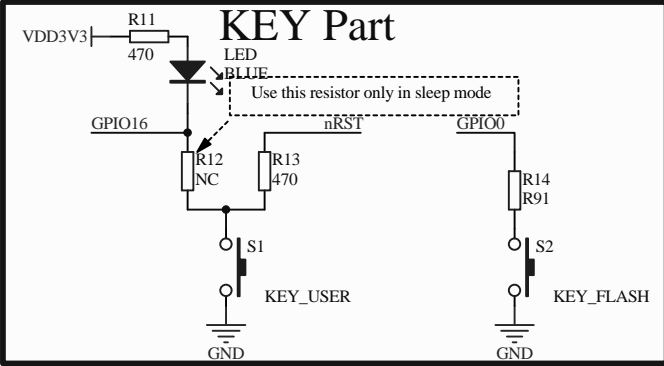 KEY Part
R11
VDD3V3
470
LED
BLUE
Use this resistor only in sleep mode
GPIO16
nRST
GPIO0
R12
NC
R13
470
R14
R91
S1
S2
KEY_USER
KEY_FLASH
GND
GND